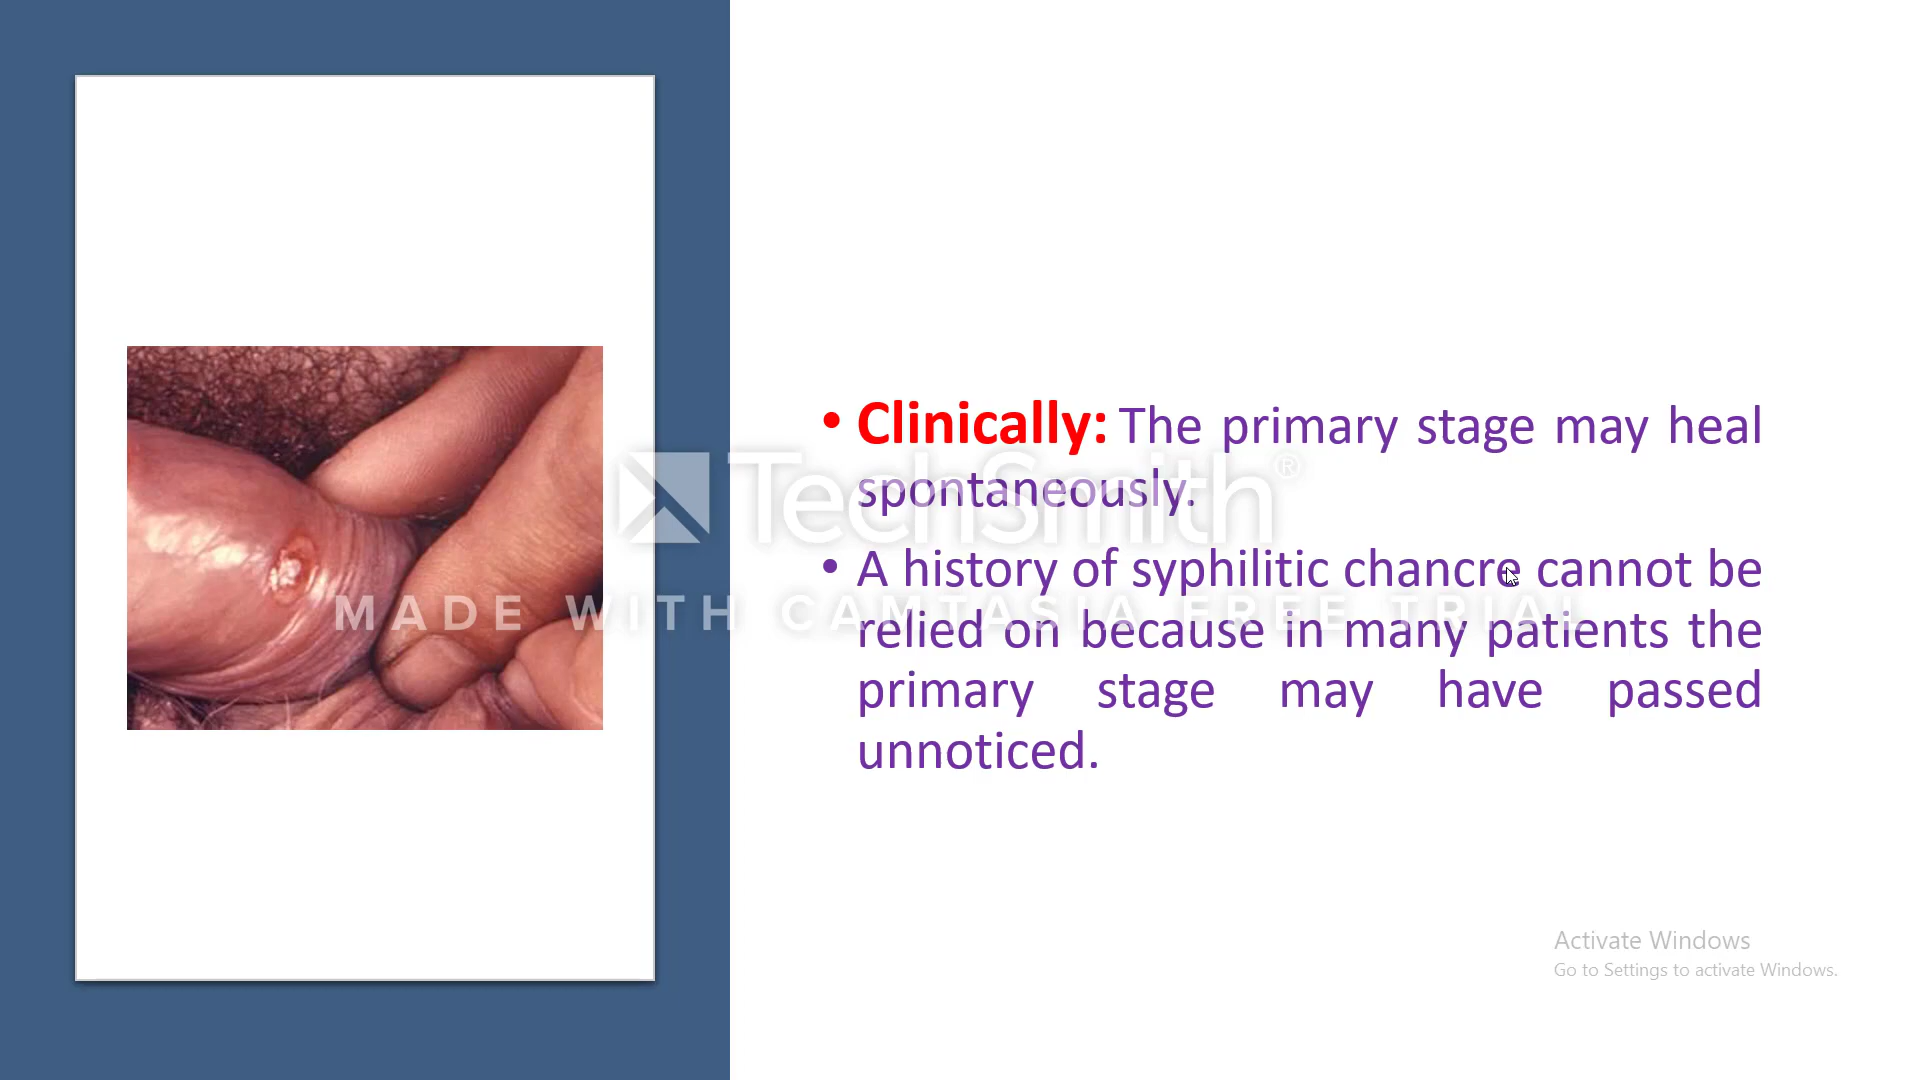 • Clinically: The primary stage may heal
spontaneously.
• A history of syphilitic chancre cannot be
relied on because in many patients the
primary stage may have passed
unnoticed.
TechSmith®
MADE WITH CAMTASIA FREE TRIAL
Activate Windows
Go to Settings to activate Windows.